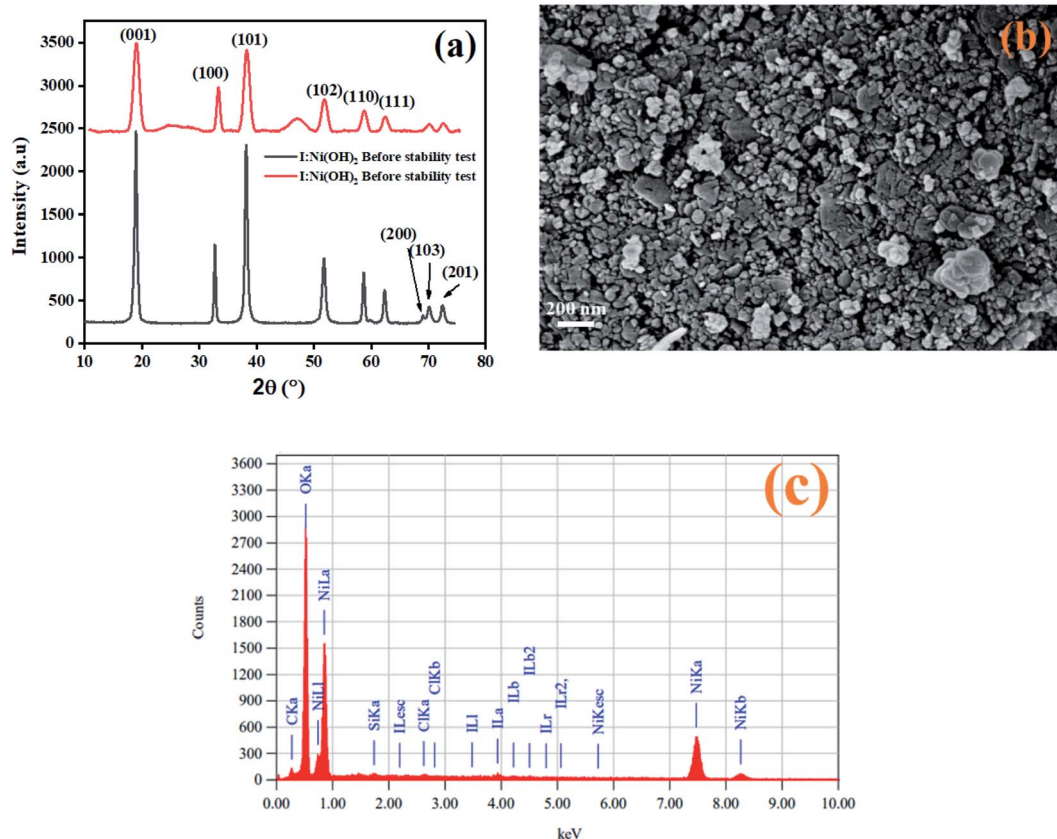 (a)
3500
3000
2500
2000
1500
1000
500
0
Intensity (a.u)
(001)
(100)
(101)
(102)
(110)
(111)
I:Ni(OH)₂ Before stability test
I:Ni(OH)₂ Before stability test
(200)
(103)
(201)
10 20 30 40 50 60 70 80
2θ (°)
(b)
200 nm
(c)
3600
3300
3000
2700
2400
2100
1800
1500
1200
900
600
300
0
Counts
CKa
OKa
NiLl
NiLa
SiKa
ILesc
ClKa
ClKb
ILl
ILa
ILb
ILb2
ILr
ILr2,
NiKesc
NiKa
NiKb
0.00 1.00 2.00 3.00 4.00 5.00 6.00 7.00 8.00 9.00 10.00
keV